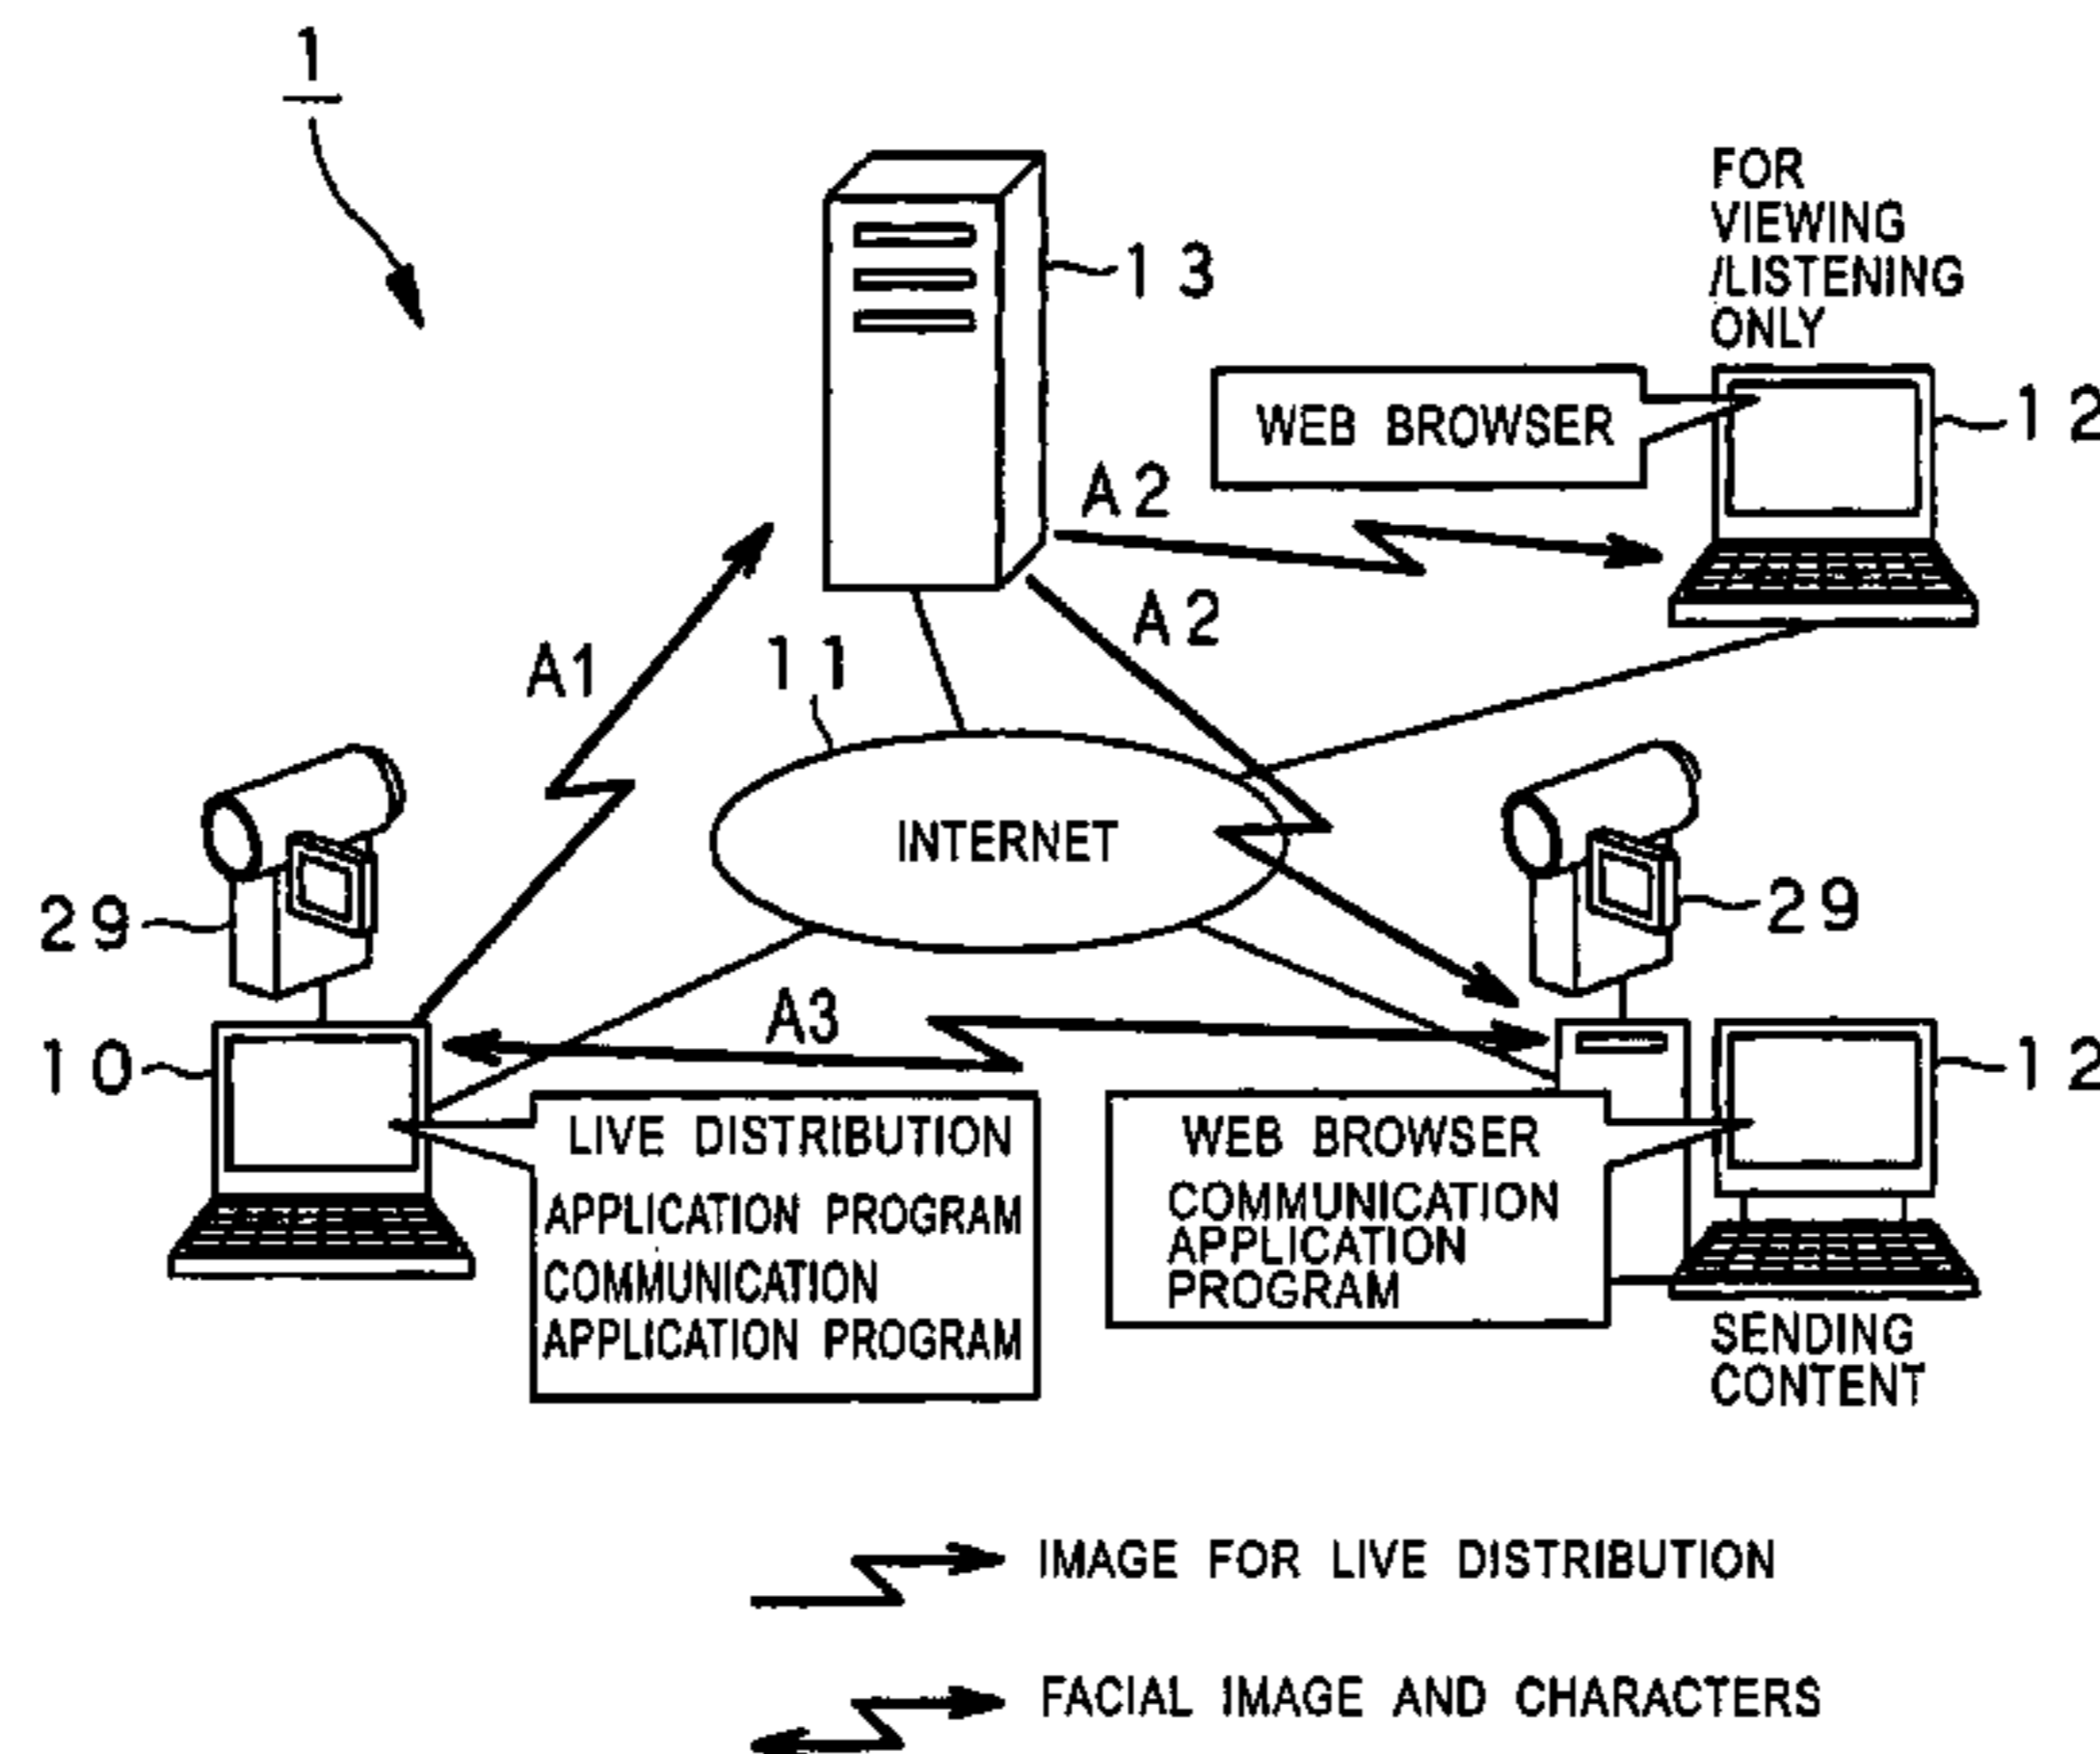 1
13
FOR
VIEWING
/LISTENING
ONLY
WEB BROWSER
12
A2
A2
A1
11
INTERNET
29
29
A3
10
12
LIVE DISTRIBUTION
APPLICATION PROGRAM
COMMUNICATION
APPLICATION PROGRAM
WEB BROWSER
COMMUNICATION
APPLICATION
PROGRAM
SENDING
CONTENT
IMAGE FOR LIVE DISTRIBUTION
FACIAL IMAGE AND CHARACTERS